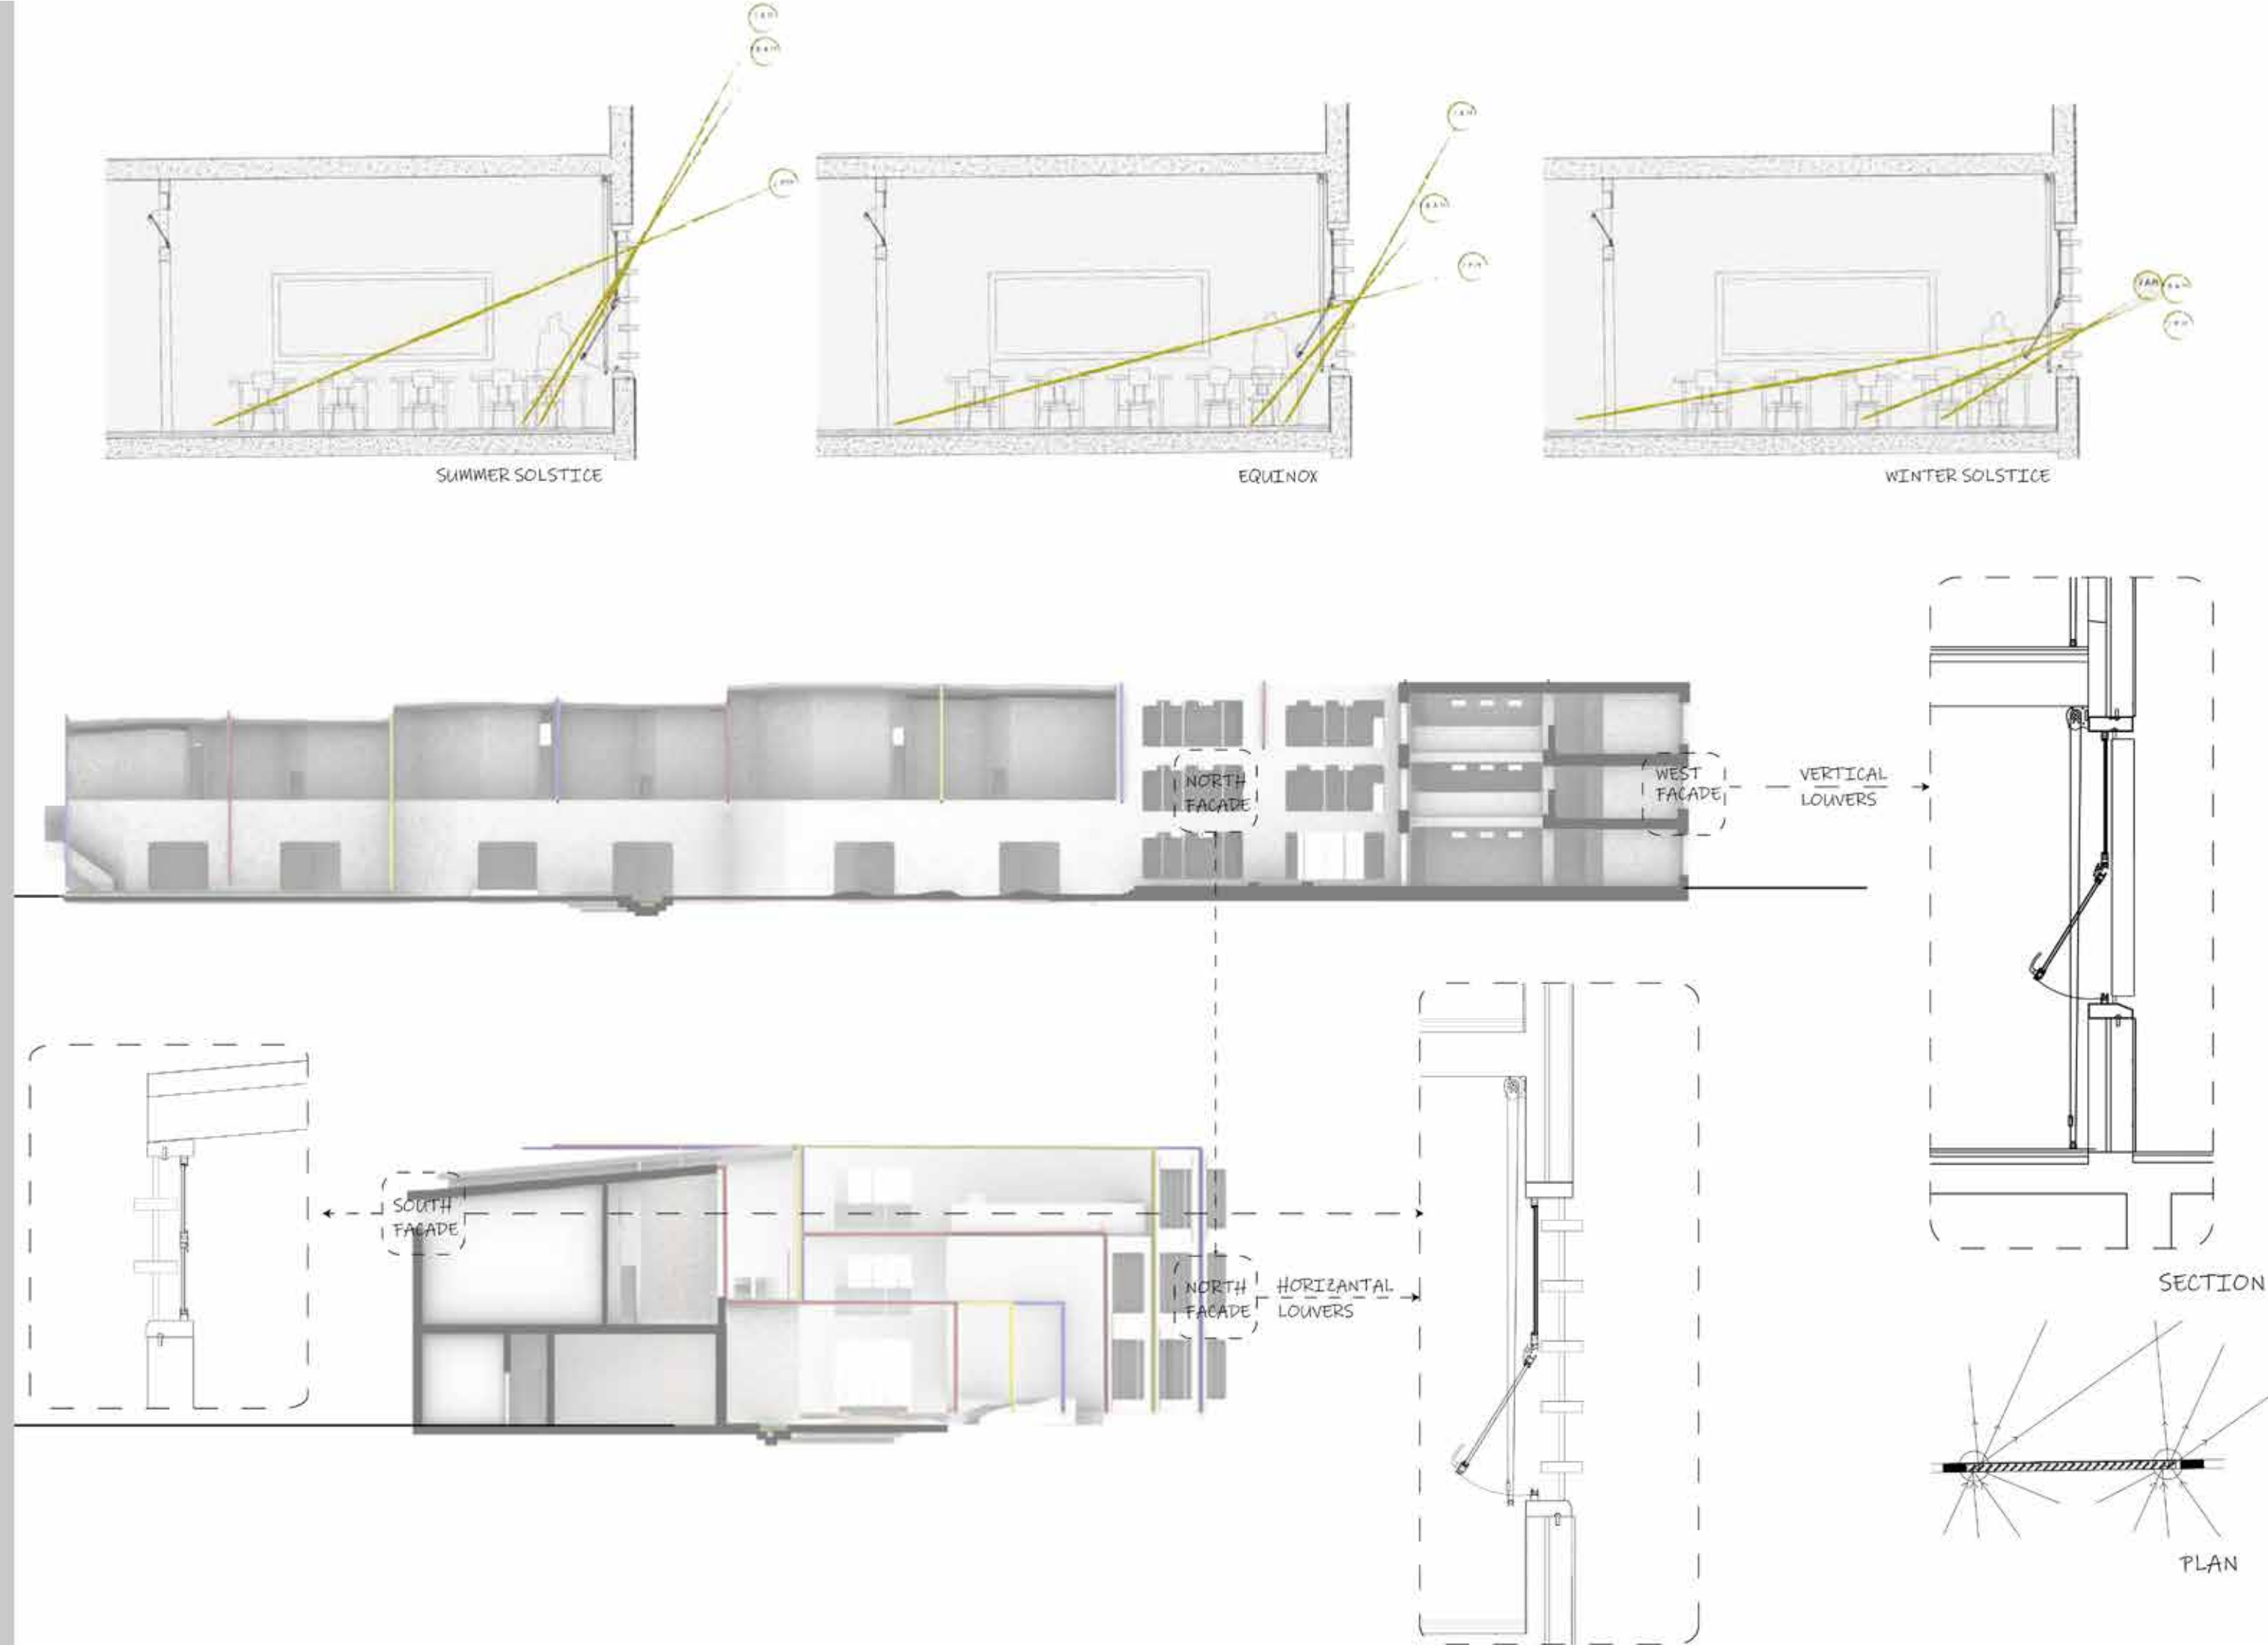 SUMMER SOLSTICE
EQUINOX
WINTER SOLSTICE
NORTH
FACADE
WEST
FACADE
VERTICAL
LOUVERS
SOUTH
FACADE
NORTH
FACADE
HORIZANTAL
LOUVERS
SECTION
PLAN